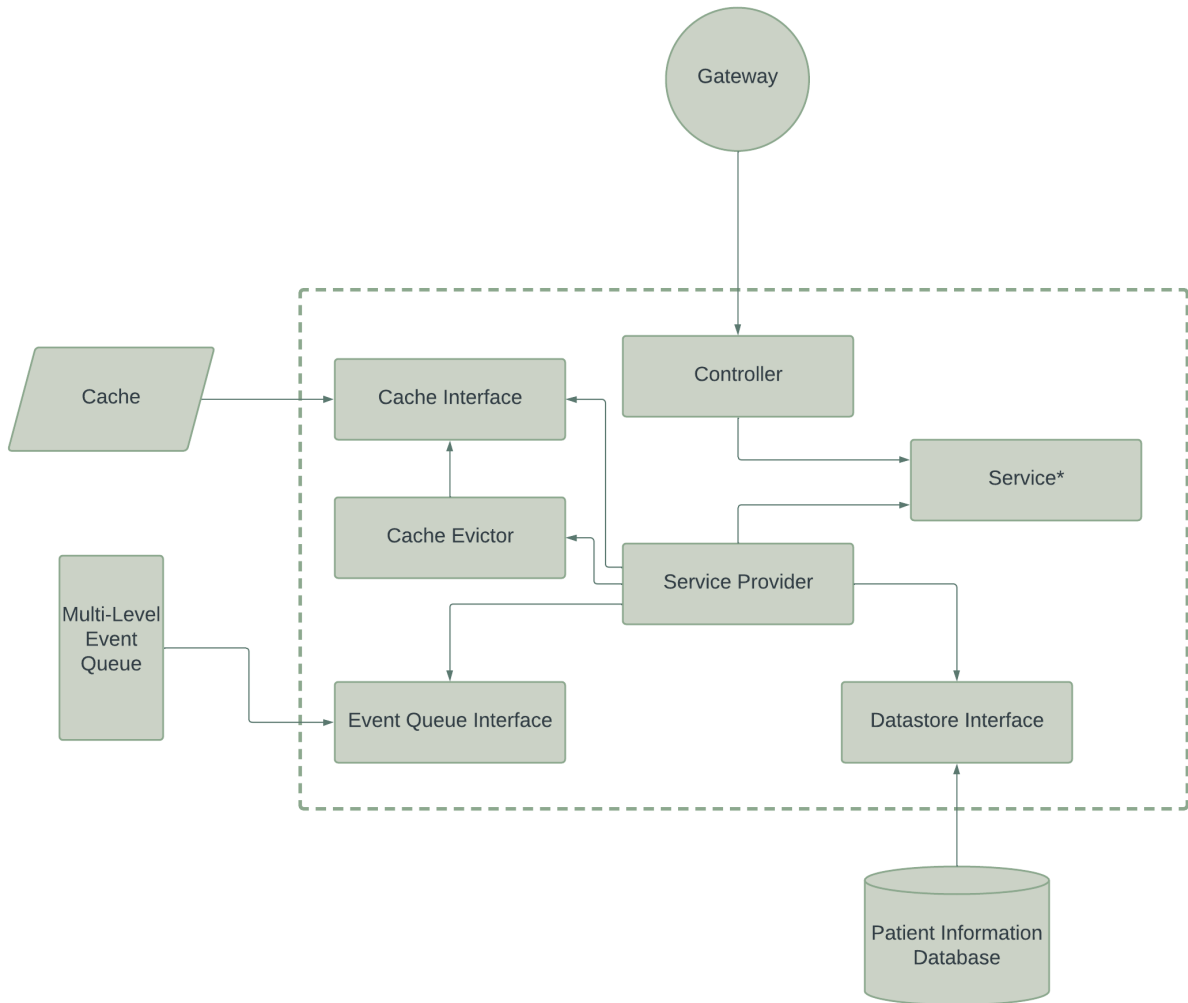 Gateway
Controller
Cache
Cache Interface
Service*
Cache Evictor
Service Provider
Multi-Level
Event
Queue
Event Queue Interface
Datastore Interface
Patient Information
Database